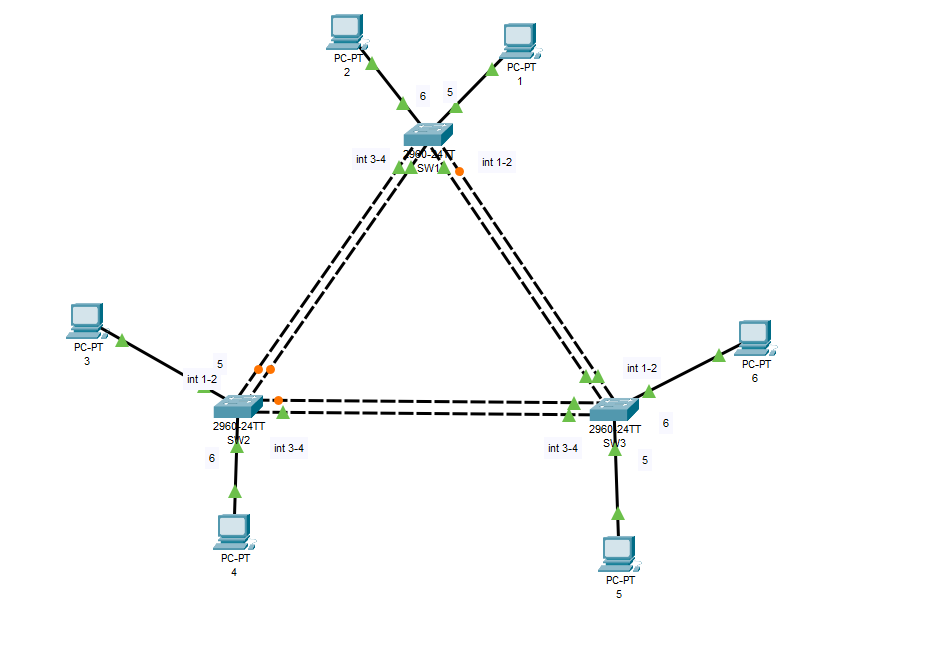 PC-PT
2
PC-PT
1
6
5
int 3-4
2960-24TT
SW1
int 1-2
PC-PT
3
5
int 1-2
2960-24TT
SW2
6
int 3-4
PC-PT
4
int 1-2
PC-PT
6
2960-24TT
SW3
6
int 3-4
5
PC-PT
5